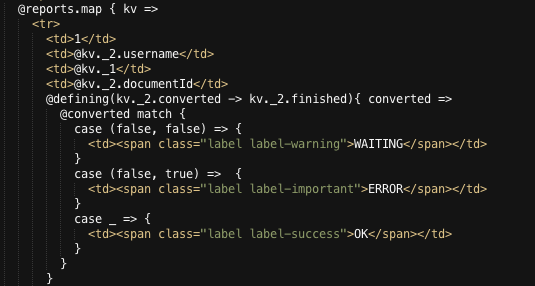 @reports.map { kv =>
<tr>
<td>1</td>
<td>@kv._2.username</td>
<td>@kv._1</td>
<td>@kv._2.documentId</td>
@defining(kv._2.converted -> kv._2.finished){ converted =>
@converted match {
case (false, false) => {
<td><span class="label label-warning">WAITING</span></td>
}
case (false, true) =>  {
<td><span class="label label-important">ERROR</span></td>
}
case _ => {
<td><span class="label label-success">OK</span></td>
}
}
}